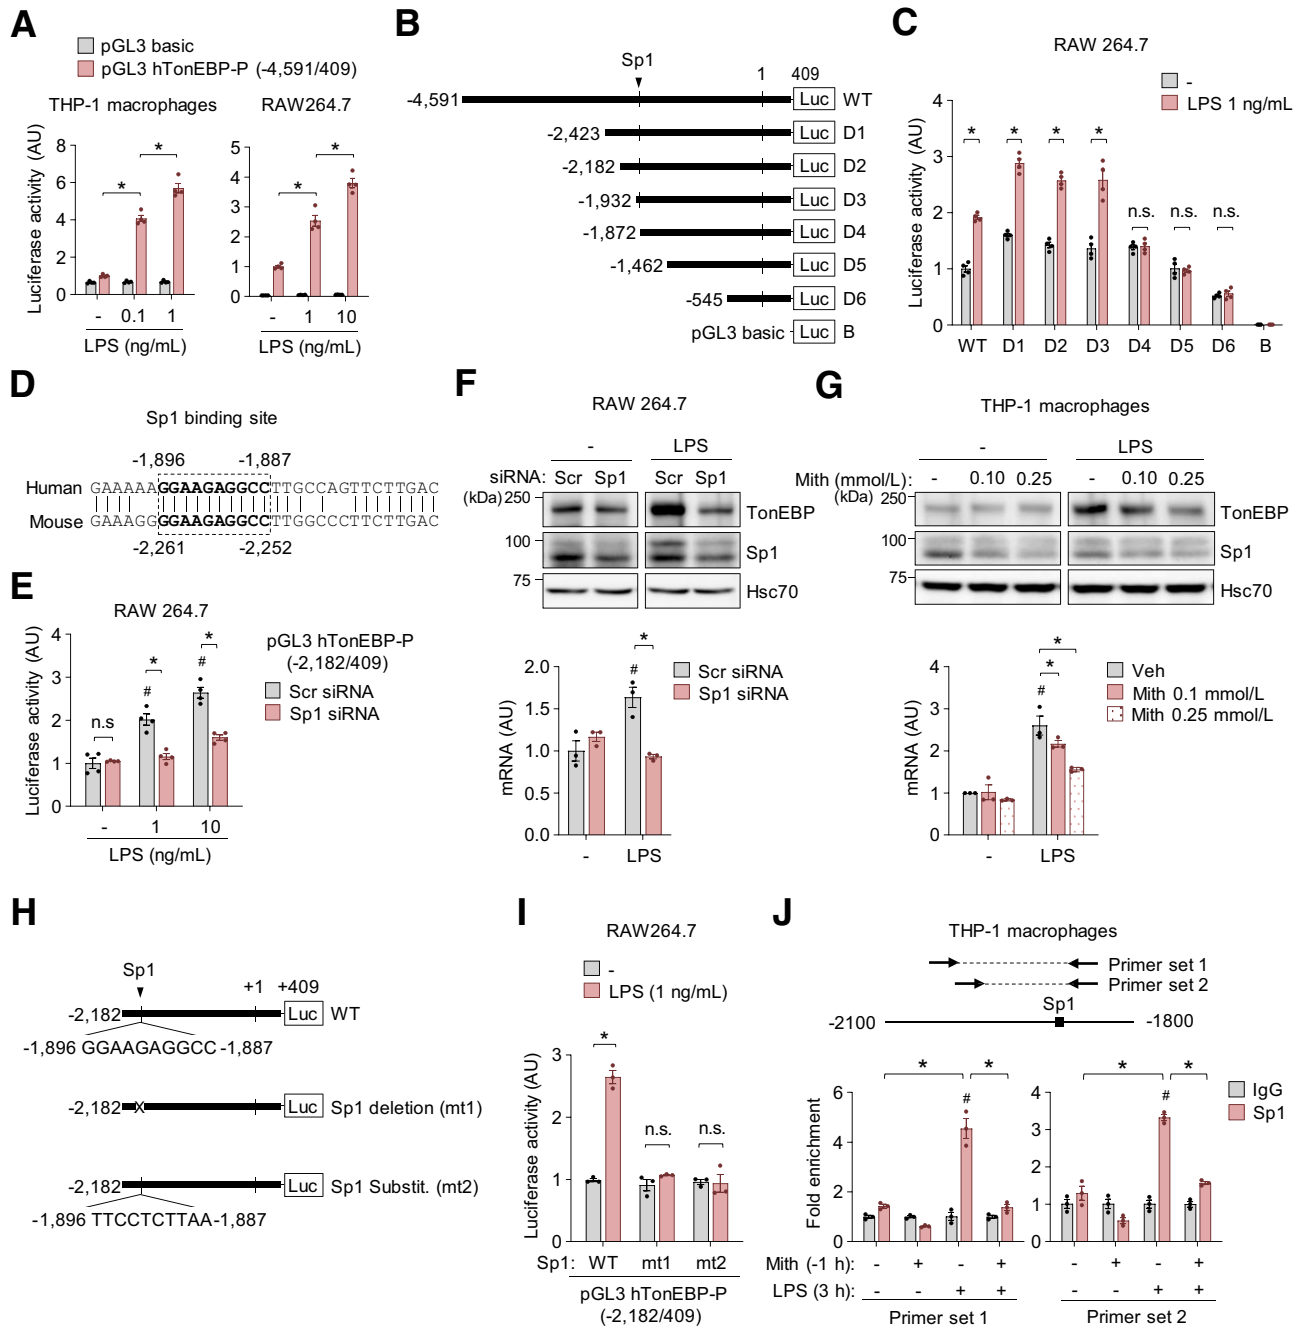 A
pGL3 basic
pGL3 hTonEBP-P (-4,591/409)
THP-1 macrophages
RAW264.7
Luciferase activity (AU)
8
6
4
2
0
5
4
3
2
1
0
*
*
*
*
- 0.1 1
LPS (ng/mL)
- 1 10
LPS (ng/mL)
B
Sp1
1 409
-4,591 Luc WT
-2,423 Luc D1
-2,182 Luc D2
-1,932 Luc D3
-1,872 Luc D4
-1,462 Luc D5
-545 Luc D6
pGL3 basic Luc B
C
RAW 264.7
-
LPS 1 ng/mL
Luciferase activity (AU)
4
3
2
1
0
* * * * n.s. n.s. n.s.
WT D1 D2 D3 D4 D5 D6 B
D
Sp1 binding site
-1,896 -1,887
Human GAAAAAGGAAGAGGCCTTGCCAGTTCTTGAC
Mouse GAAAGGGGAAGAGGCCTTGGCCCTTCTTGAC
-2,261 -2,252
E
RAW 264.7
pGL3 hTonEBP-P
(-2,182/409)
Scr siRNA
Sp1 siRNA
Luciferase activity (AU)
4
3
2
1
0
n.s
*
#
*
#
- 1 10
LPS (ng/mL)
F
RAW 264.7
- LPS
siRNA: Scr Sp1 Scr Sp1
(kDa)
250
TonEBP
100
Sp1
75
Hsc70
mRNA (AU)
2.0
1.5
1.0
0.5
0.0
*
#
Scr siRNA
Sp1 siRNA
- LPS
G
THP-1 macrophages
- LPS
Mith (mmol/L) - 0.10 0.25 - 0.10 0.25
(kDa)
250
TonEBP
100
Sp1
75
Hsc70
mRNA (AU)
4
3
2
1
0
*
*
#
Veh
Mith 0.1 mmol/L
Mith 0.25 mmol/L
- LPS
H
Sp1
+1 +409
-2,182 Luc WT
-1,896 GGAAGAGGCC -1,887
-2,182 X Luc Sp1 deletion (mt1)
-2,182 Luc Sp1 Substit. (mt2)
-1,896 TTCCTCTTAA-1,887
I
RAW264.7
-
LPS (1 ng/mL)
Luciferase activity (AU)
3
2
1
0
* n.s. n.s.
Sp1: WT mt1 mt2
pGL3 hTonEBP-P
(-2,182/409)
J
THP-1 macrophages
Primer set 1
Primer set 2
Sp1
-2100 -1800
Fold enrichment
6
4
2
0
* *
#
4
3
2
1
0
* *
#
IgG
Sp1
Mith (-1 h): - + - + - + - +
LPS (3 h): - - + + - - + +
Primer set 1 Primer set 2